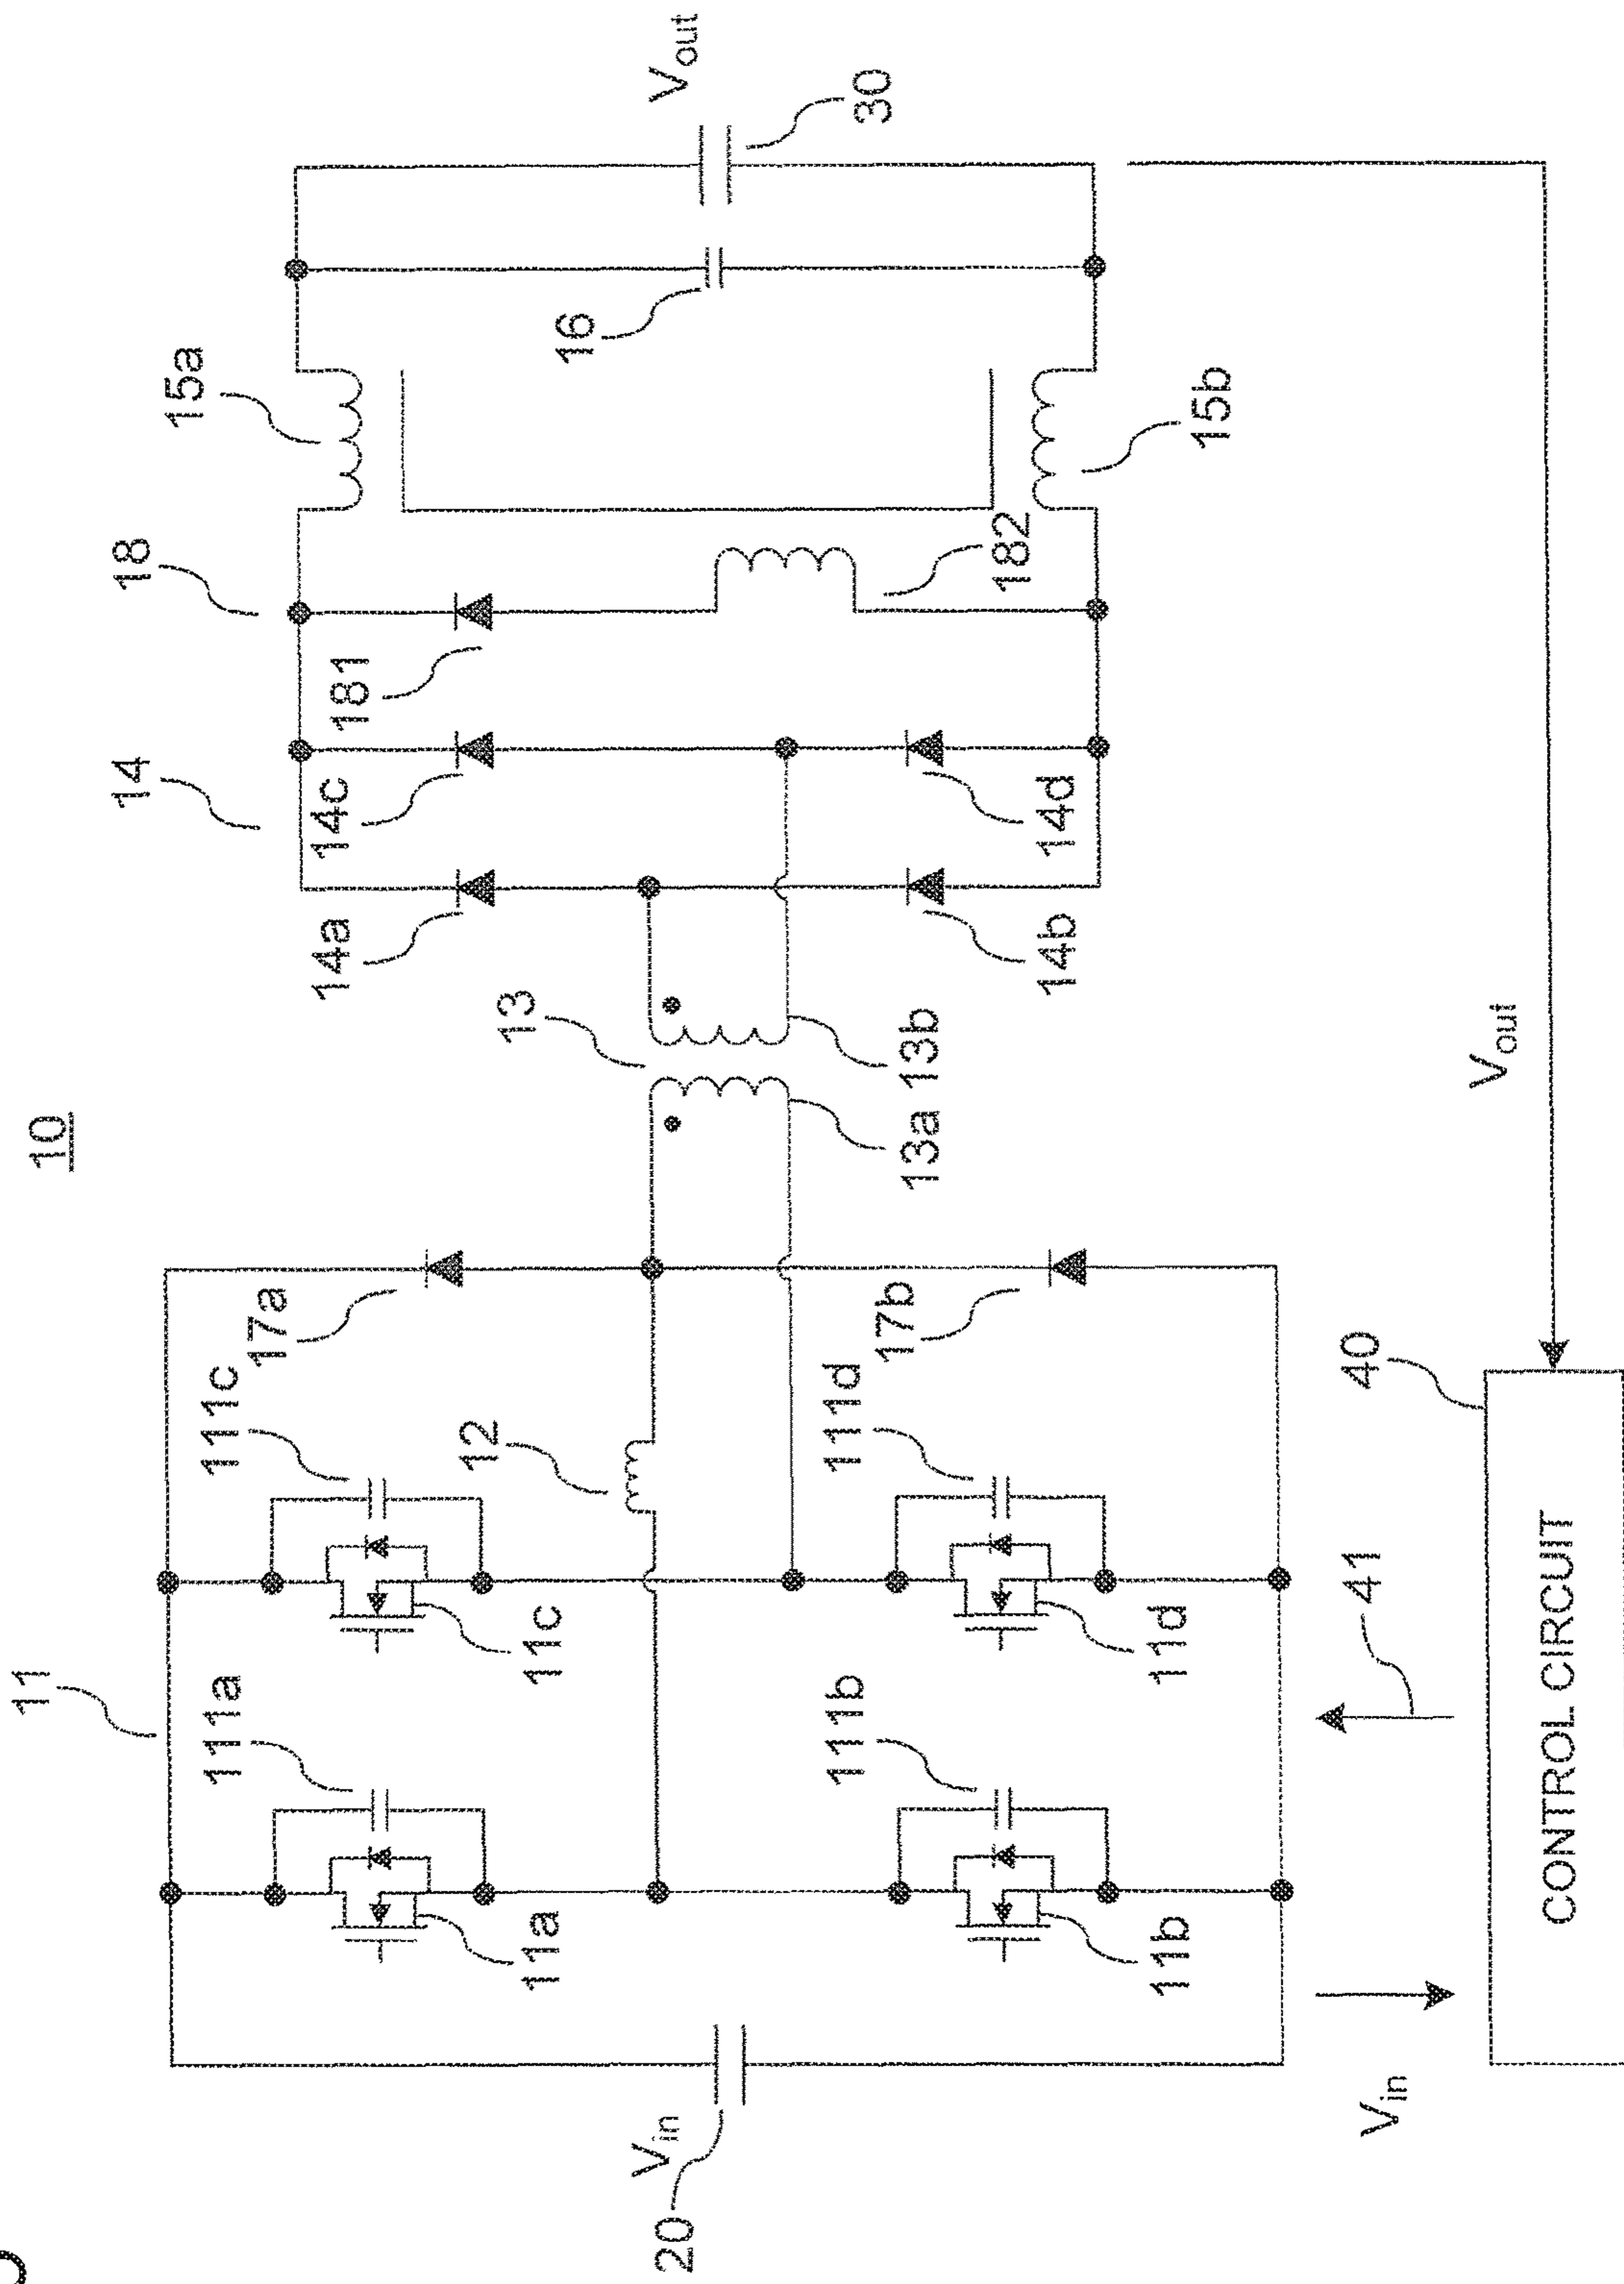 10
11
111a
111c
11a
11c
12
111b
111d
11b
11d
17a
17b
13
13a
13b
14
14a
14c
14b
14d
18
181
182
15a
15b
16
30
Vout
Vin
20
Vin
41
40
Vout
CONTROL CIRCUIT